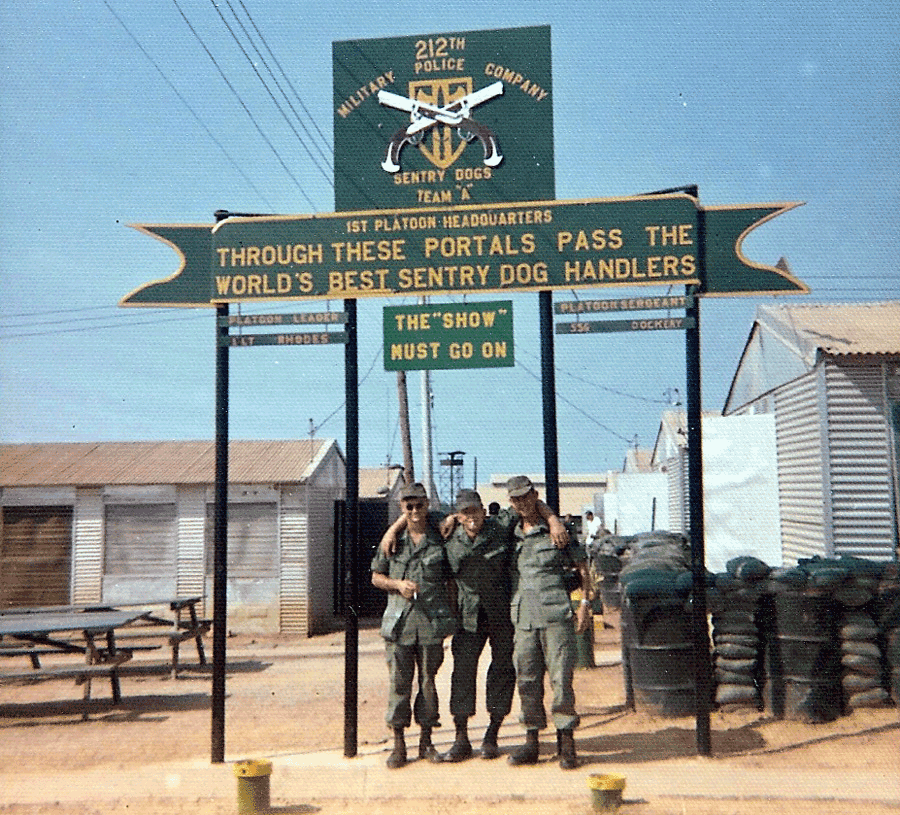 212TH
MILITARY POLICE COMPANY
SENTRY DOGS
TEAM "A"
1ST PLATOON HEADQUARTERS
THROUGH THESE PORTALS PASS THE
WORLD'S BEST SENTRY DOG HANDLERS
PLATOON LEADER
1LT RHODES
THE "SHOW"
MUST GO ON
PLATOON SERGEANT
SSG DOCKERY